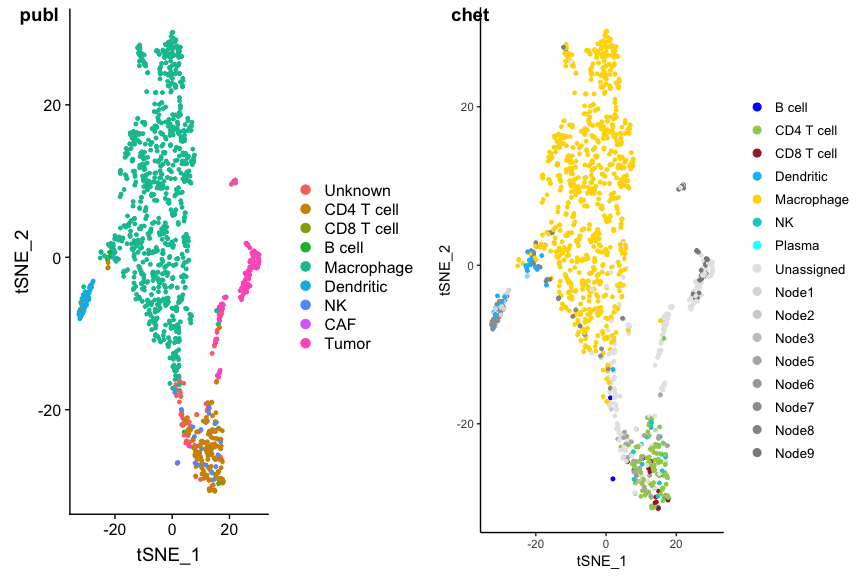 publ
tSNE_2
20
0
-20
-20
0
20
tSNE_1
Unknown
CD4 T cell
CD8 T cell
B cell
Macrophage
Dendritic
NK
CAF
Tumor
chet
tSNE_2
20
0
-20
-20
0
20
tSNE_1
B cell
CD4 T cell
CD8 T cell
Dendritic
Macrophage
NK
Plasma
Unassigned
Node1
Node2
Node3
Node5
Node6
Node7
Node8
Node9